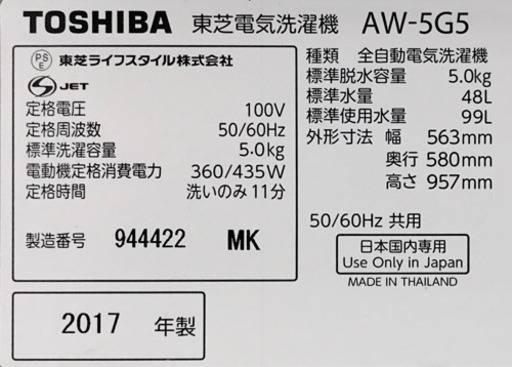 TOSHIBA 東芝電気洗濯機 AW-5G5
PS
E
東芝ライフスタイル株式会社
S JET
定格電圧 100V
定格周波数 50/60Hz
標準洗濯容量 5.0kg
電動機定格消費電力 360/435W
定格時間 洗いのみ11分
製造番号 944422 MK
2017 年製
種類 全自動電気洗濯機
標準脱水容量 5.0kg
標準水量 48L
標準使用水量 99L
外形寸法 幅 563mm
奥行 580mm
高さ 957mm
50/60Hz 共用
日本国内専用
Use Only in Japan
MADE IN THAILAND